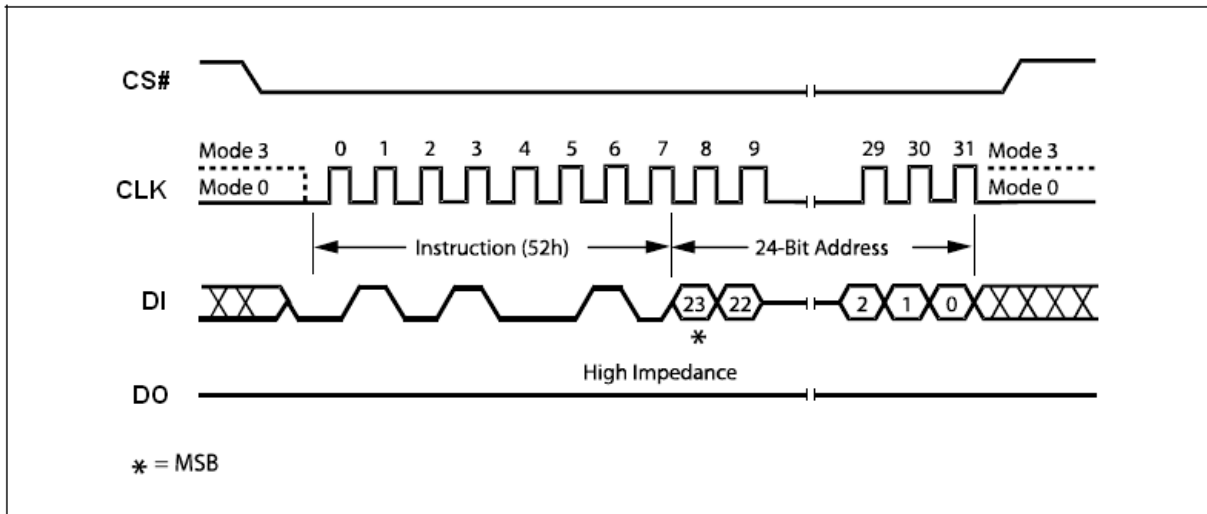 CS#
Mode 3 0 1 2 3 4 5 6 7 8 9 29 30 31 Mode 3
CLK Mode 0 Mode 0
Instruction (52h) 24-Bit Address
DI 23 22 2 1 0
*
High Impedance
DO
* = MSB